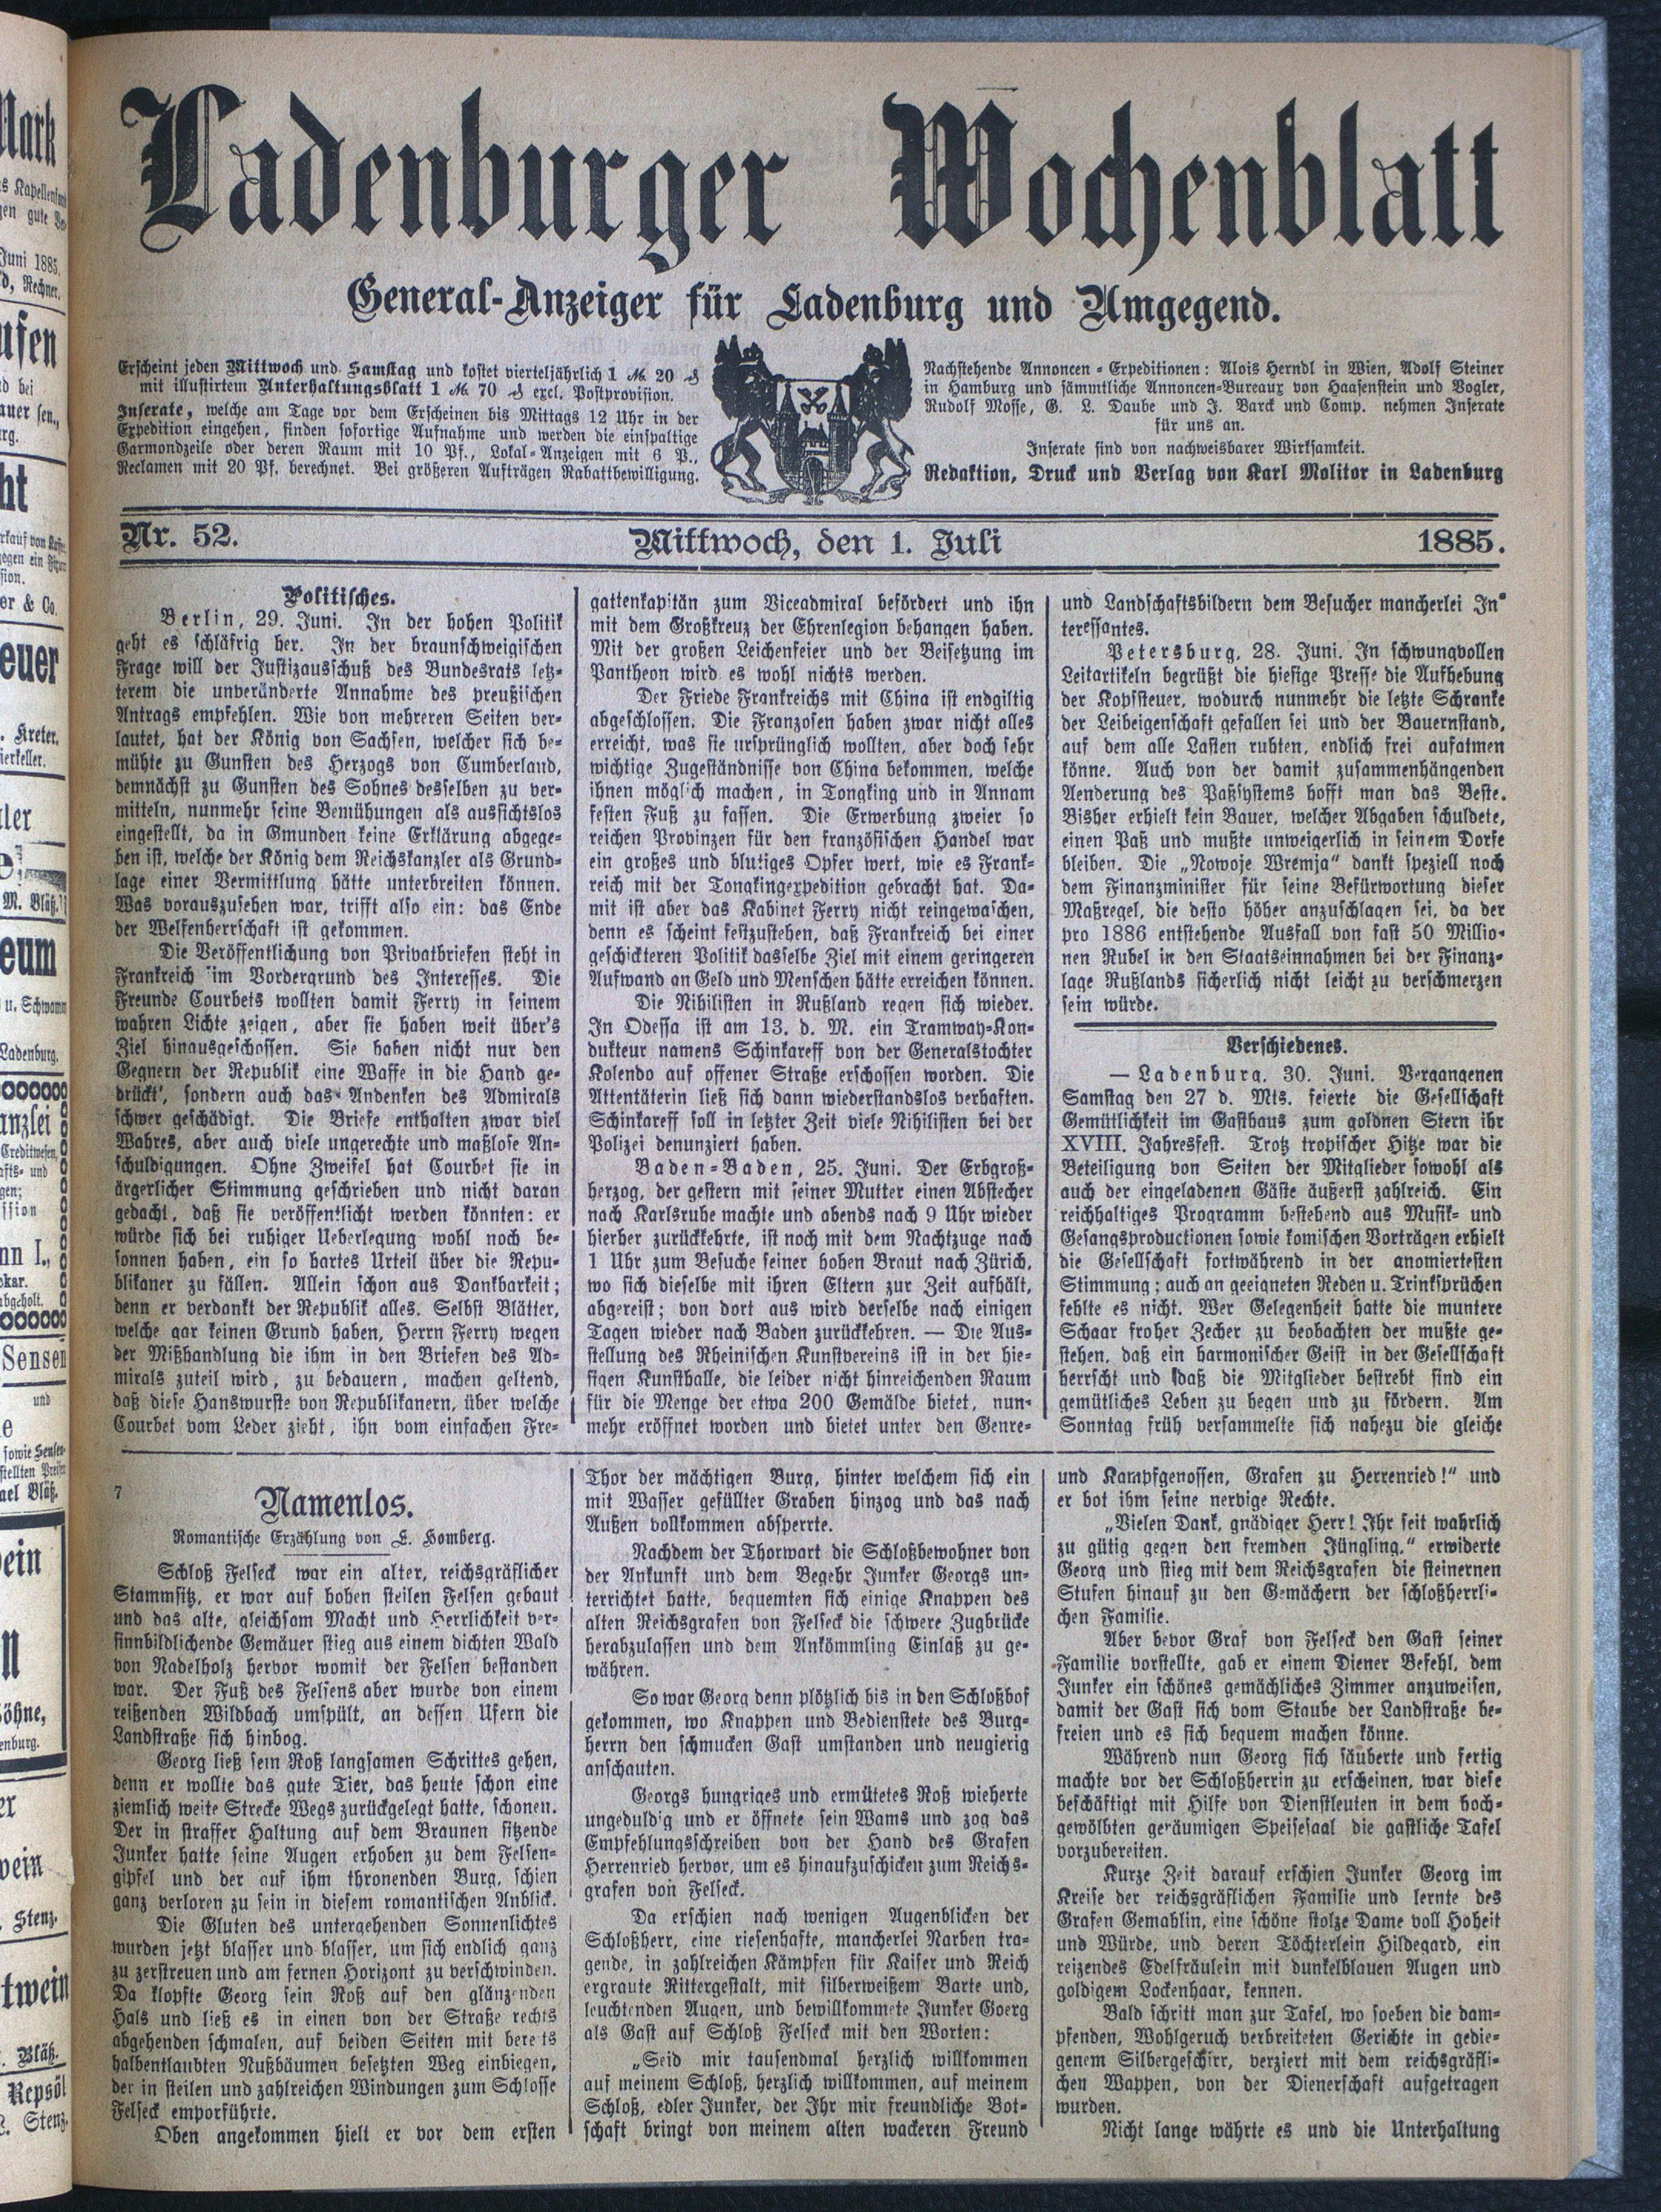 Ladenburger Wochenblatt
General-Anzeiger für Ladenburg und Umgegend.
Erscheint jeden Mittwoch und Samstag und kostet vierteljährlich 1 M. 20 ₰
mit illustirtem Unterhaltungsblatt 1 M. 70 ₰ excl. Postprovision.
Inserate, welche am Tage vor dem Erscheinen bis Mittags 12 Uhr in der
Expedition eingehen, finden sofortige Aufnahme und werden die einspaltige
Garmondzeile oder deren Raum mit 10 Pf., Lokal-Anzeigen mit 6 P.,
Reclamen mit 20 Pf. berechnet. Bei größeren Aufträgen Rabattbewilligung.
Nachstehende Annoncen-Expeditionen: Alois Herndl in Wien, Adolf Steiner
in Hamburg und sämmtliche Annoncen-Bureaux von Haasenstein und Vogler,
Rudolf Mosse, G. L. Daube und J. Barck und Comp. nehmen Inserate
für uns an.
Inserate sind von nachweisbarer Wirksamkeit.
Redaktion, Druck und Verlag von Karl Molitor in Ladenburg
Nr. 52. Mittwoch, den 1. Juli 1885.
Politisches.
Berlin, 29. Juni. In der hohen Politik
geht es schläfrig her. In der braunschweigischen
Frage will der Justizausschuß des Bundesrats letz-
terem die unveränderte Annahme des preußischen
Antrags empfehlen. Wie von mehreren Seiten ver-
lautet, hat der König von Sachsen, welcher sich be-
mühte zu Gunsten des Herzogs von Cumberland,
demnächst zu Gunsten des Sohnes desselben zu ver-
mitteln, nunmehr seine Bemühungen als aussichtslos
eingestellt, da in Gmunden keine Erklärung abgege-
ben ist, welche der König dem Reichskanzler als Grund-
lage einer Vermittlung hätte unterbreiten können.
Was vorauszusehen war, trifft also ein: das Ende
der Welfenherrschaft ist gekommen.
Die Veröffentlichung von Privatbriefen steht in
Frankreich im Vordergrund des Interesses. Die
Freunde Courbets wollten damit Ferry in seinem
wahren Lichte zeigen, aber sie haben weit über's
Ziel hinausgeschossen. Sie haben nicht nur den
Gegnern der Republik eine Waffe in die Hand ge-
drückt, sondern auch das Andenken des Admirals
schwer geschädigt. Die Briefe enthalten zwar viel
Wahres, aber auch viele ungerechte und maßlose An-
schuldigungen. Ohne Zweifel hat Courbet sie in
ärgerlicher Stimmung geschrieben und nicht daran
gedacht, daß sie veröffentlicht werden könnten: er
würde sich bei ruhiger Ueberlegung wohl noch be-
sonnen haben, ein so hartes Urteil über die Repu-
blikaner zu fällen. Allein schon aus Dankbarkeit;
denn er verdankt der Republik alles. Selbst Blätter,
welche gar keinen Grund haben, Herrn Ferry wegen
der Mißhandlung die ihm in den Briefen des Ad-
mirals zuteil wird, zu bedauern, machen geltend,
daß diese Hanswurste von Republikanern, über welche
Courbet vom Leder zieht, ihn vom einfachen Fre-
gattenkapitän zum Viceadmiral befördert und ihn
mit dem Großkreuz der Ehrenlegion behangen haben.
Mit der großen Leichenfeier und der Beisetzung im
Pantheon wird es wohl nichts werden.
Der Friede Frankreichs mit China ist endgiltig
abgeschlossen. Die Franzosen haben zwar nicht alles
erreicht, was sie ursprünglich wollten, aber doch sehr
wichtige Zugeständnisse von China bekommen, welche
ihnen möglich machen, in Tongking und in Annam
festen Fuß zu fassen. Die Erwerbung zweier so
reichen Provinzen für den französischen Handel war
ein großes und blutiges Opfer wert, wie es Frank-
reich mit der Tongkingexpedition gebracht hat. Da-
mit ist aber das Kabinet Ferry nicht reingewaschen,
denn es scheint festzustehen, daß Frankreich bei einer
geschickteren Politik dasselbe Ziel mit einem geringeren
Aufwand an Geld und Menschen hätte erreichen können.
Die Nihilisten in Rußland regen sich wieder.
In Odessa ist am 13. d. M. ein Tramway-Kon-
dukteur namens Schinkareff von der Generalstochter
Kolendo auf offener Straße erschossen worden. Die
Attentäterin ließ sich dann wiederstandslos verhaften.
Schinkareff soll in letzter Zeit viele Nihilisten bei der
Polizei denunziert haben.
Baden-Baden, 25. Juni. Der Erbgroß-
herzog, der gestern mit seiner Mutter einen Abstecher
nach Karlsruhe machte und abends nach 9 Uhr wieder
hierher zurückkehrte, ist noch mit dem Nachtzuge nach
1 Uhr zum Besuche seiner hohen Braut nach Zürich,
wo sich dieselbe mit ihren Eltern zur Zeit aufhält,
abgereist; von dort aus wird derselbe nach einigen
Tagen wieder nach Baden zurückkehren. — Die Aus-
stellung des Rheinischen Kunstvereins ist in der hie-
sigen Kunsthalle, die leider nicht hinreichenden Raum
für die Menge der etwa 200 Gemälde bietet, nun-
mehr eröffnet worden und bietet unter den Genre-
und Landschaftsbildern dem Besucher mancherlei In-
teressantes.
Petersburg, 28. Juni. In schwungvollen
Leitartikeln begrüßt die hiesige Presse die Aufhebung
der Kopfsteuer, wodurch nunmehr die letzte Schranke
der Leibeigenschaft gefallen sei und der Bauernstand,
auf dem alle Lasten ruhten, endlich frei aufatmen
könne. Auch von der damit zusammenhängenden
Aenderung des Paßsystems hofft man das Beste.
Bisher erhielt kein Bauer, welcher Abgaben schuldete,
einen Paß und mußte unweigerlich in seinem Dorfe
bleiben. Die „Nowoje Wremja“ dankt speziell noch
dem Finanzminister für seine Befürwortung dieser
Maßregel, die desto höher anzuschlagen sei, da der
pro 1886 entstehende Ausfall von fast 50 Millio-
nen Rubel in den Staatseinnahmen bei der Finanz-
lage Rußlands sicherlich nicht leicht zu verschmerzen
sein würde.
Verschiedenes.
— Ladenburg, 30. Juni. Vergangenen
Samstag den 27 d. Mts. feierte die Gesellschaft
Gemütlichkeit im Gasthaus zum goldnen Stern ihr
XVIII. Jahresfest. Trotz tropischer Hitze war die
Beteiligung von Seiten der Mitglieder sowohl als
auch der eingeladenen Gäste äußerst zahlreich. Ein
reichhaltiges Programm bestehend aus Musik- und
Gesangsproductionen sowie komischen Vorträgen erhielt
die Gesellschaft fortwährend in der anomiertesten
Stimmung; auch an geeigneten Reden u. Trinksprüchen
fehlte es nicht. Wer Gelegenheit hatte die muntere
Schaar froher Zecher zu beobachten der mußte ge-
stehen, daß ein harmonischer Geist in der Gesellschaft
herrscht und daß die Mitglieder bestrebt sind ein
gemütliches Leben zu hegen und zu fördern. Am
Sonntag früh versammelte sich nahezu die gleiche
7
Namenlos.
Romantische Erzählung von L. Homberg.
Schloß Felseck war ein alter, reichsgräflicher
Stammsitz, er war auf hohen steilen Felsen gebaut
und das alte, gleichsam Macht und Herrlichkeit ver-
sinnbildlichende Gemäuer stieg aus einem dichten Wald
von Nadelholz hervor womit der Felsen bestanden
war. Der Fuß des Felsens aber wurde von einem
reißenden Wildbach umspült, an dessen Ufern die
Landstraße sich hinbog.
Georg ließ sein Roß langsamen Schrittes gehen,
denn er wollte das gute Tier, das heute schon eine
ziemlich weite Strecke Wegs zurückgelegt hatte, schonen.
Der in straffer Haltung auf dem Braunen sitzende
Junker hatte seine Augen erhoben zu dem Felsen-
gipfel und der auf ihm thronenden Burg, schien
ganz verloren zu sein in diesem romantischen Anblick.
Die Gluten des untergehenden Sonnenlichtes
wurden jetzt blasser und blasser, um sich endlich ganz
zu zerstreuen und am fernen Horizont zu verschwinden.
Da klopfte Georg sein Roß auf den glänzenden
Hals und ließ es in einen von der Straße rechts
abgehenden schmalen, auf beiden Seiten mit bereits
halbentlaubten Nußbäumen besetzten Weg einbiegen,
der in steilen und zahlreichen Windungen zum Schlosse
Felseck emporführte.
Oben angekommen hielt er vor dem ersten
Thor der mächtigen Burg, hinter welchem sich ein
mit Wasser gefüllter Graben hinzog und das nach
Außen vollkommen absperrte.
Nachdem der Thorwart die Schloßbewohner von
der Ankunft und dem Begehr Junker Georgs un-
terrichtet hatte, bequemten sich einige Knappen des
alten Reichsgrafen von Felseck die schwere Zugbrücke
herabzulassen und dem Ankömmling Einlaß zu ge-
währen.
So war Georg denn plötzlich bis in den Schloßhof
gekommen, wo Knappen und Bedienstete des Burg-
herrn den schmucken Gast umstanden und neugierig
anschauten.
Georgs hungriges und ermütetes Roß wieherte
ungeduldig und er öffnete sein Wams und zog das
Empfehlungsschreiben von der Hand des Grafen
Herrenried hervor, um es hinaufzuschicken zum Reichs-
grafen von Felseck.
Da erschien nach wenigen Augenblicken der
Schloßherr, eine riesenhafte, mancherlei Narben tra-
gende, in zahlreichen Kämpfen für Kaiser und Reich
ergraute Rittergestalt, mit silberweißem Barte und,
leuchtenden Augen, und bewillkommete Junker Goerg
als Gast auf Schloß Felseck mit den Worten:
„Seid mir tausendmal herzlich willkommen
auf meinem Schloß, herzlich willkommen, auf meinem
Schloß, edler Junker, der Ihr mir freundliche Bot-
schaft bringt von meinem alten wackeren Freund
und Kampfgenossen, Grafen zu Herrenried!“ und
er bot ihm seine nervige Rechte.
„Vielen Dank, gnädiger Herr! Ihr seit wahrlich
zu gütig gegen den fremden Jüngling,“ erwiderte
Georg und stieg mit dem Reichsgrafen die steinernen
Stufen hinauf zu den Gemächern der schloßherrli-
chen Familie.
Aber bevor Graf von Felseck den Gast seiner
Familie vorstellte, gab er einem Diener Befehl, dem
Junker ein schönes gemächliches Zimmer anzuweisen,
damit der Gast sich vom Staube der Landstraße be-
freien und es sich bequem machen könne.
Während nun Georg sich säuberte und fertig
machte vor der Schloßherrin zu erscheinen, war diese
beschäftigt mit Hilfe von Dienstleuten in dem hoch-
gewölbten geräumigen Speisesaal die gastliche Tafel
vorzubereiten.
Kurze Zeit darauf erschien Junker Georg im
Kreise der reichsgräflichen Familie und lernte des
Grafen Gemahlin, eine schöne stolze Dame voll Hoheit
und Würde, und deren Töchterlein Hildegard, ein
reizendes Edelfräulein mit dunkelblauen Augen und
goldigem Lockenhaar, kennen.
Bald schritt man zur Tafel, wo soeben die dam-
pfenden, Wohlgeruch verbreiteten Gerichte in gedie-
genem Silbergeschirr, verziert mit dem reichsgräfli-
chen Wappen, von der Dienerschaft aufgetragen
wurden.
Nicht lange währte es und die Unterhaltung